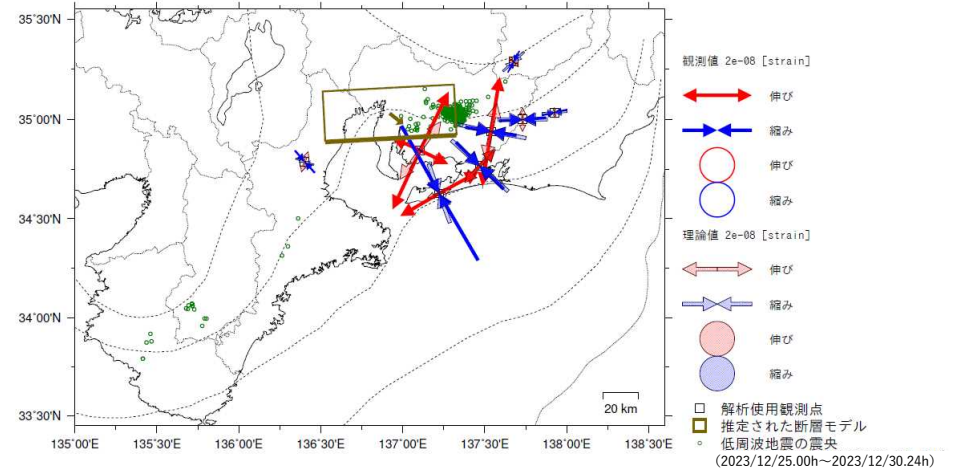 35°30'N
35°00'N
34°30'N
34°00'N
33°30'N
135°00'E 135°30'E 136°00'E 136°30'E 137°00'E 137°30'E 138°00'E 138°30'E
20 km
観測値 2e-08 [strain]
伸び
縮み
伸び
縮み
理論値 2e-08 [strain]
伸び
縮み
伸び
縮み
解析使用観測点
推定された断層モデル
低周波地震の震央
(2023/12/25.00h～2023/12/30.24h)